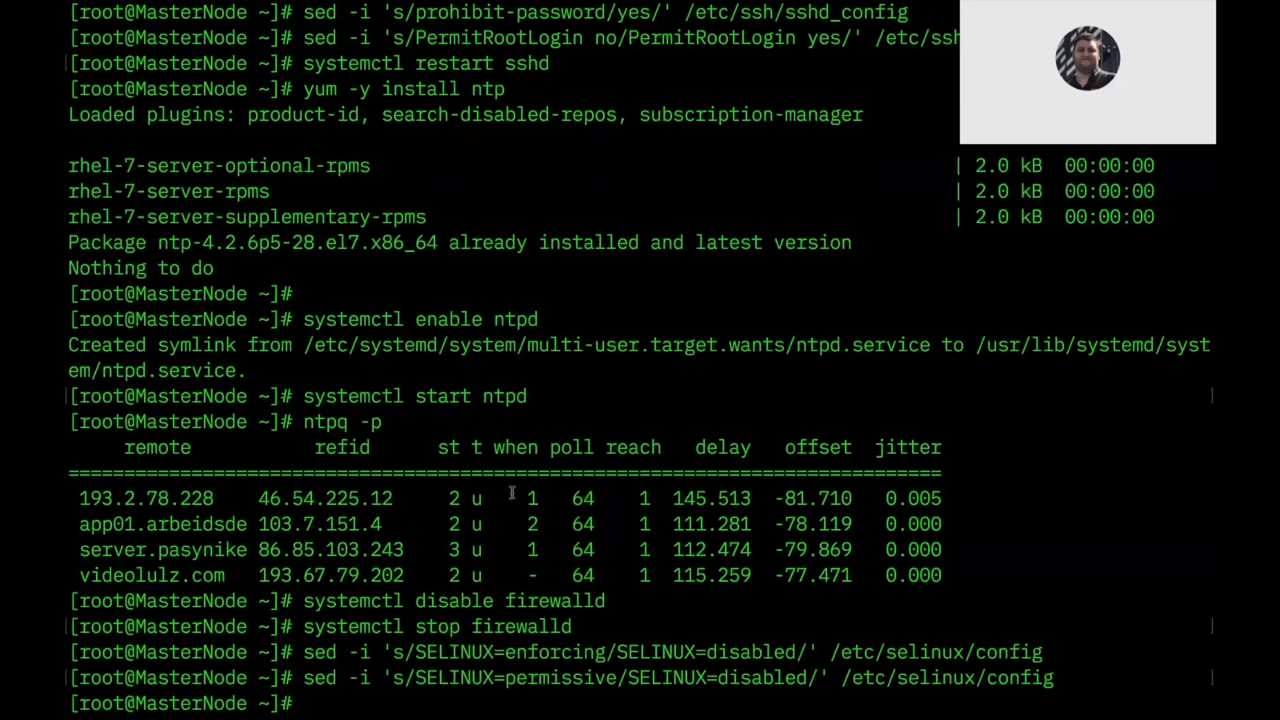 [root@MasterNode ~]# sed -i 's/prohibit-password/yes/' /etc/ssh/sshd_config
[root@MasterNode ~]# sed -i 's/PermitRootLogin no/PermitRootLogin yes/' /etc/ssh
[root@MasterNode ~]# systemctl restart sshd
[root@MasterNode ~]# yum -y install ntp
Loaded plugins: product-id, search-disabled-repos, subscription-manager
rhel-7-server-optional-rpms | 2.0 kB 00:00:00
rhel-7-server-rpms | 2.0 kB 00:00:00
rhel-7-server-supplementary-rpms | 2.0 kB 00:00:00
Package ntp-4.2.6p5-28.el7.x86_64 already installed and latest version
Nothing to do
[root@MasterNode ~]#
[root@MasterNode ~]# systemctl enable ntpd
Created symlink from /etc/systemd/system/multi-user.target.wants/ntpd.service to /usr/lib/systemd/syst
em/ntpd.service.
[root@MasterNode ~]# systemctl start ntpd
[root@MasterNode ~]# ntpq -p
remote refid st t when poll reach delay offset jitter
==============================================================================
193.2.78.228 46.54.225.12 2 u 1 64 1 145.513 -81.710 0.005
app01.arbeidsde 103.7.151.4 2 u 2 64 1 111.281 -78.119 0.000
server.pasynike 86.85.103.243 3 u 1 64 1 112.474 -79.869 0.000
videolulz.com 193.67.79.202 2 u - 64 1 115.259 -77.471 0.000
[root@MasterNode ~]# systemctl disable firewalld
[root@MasterNode ~]# systemctl stop firewalld
[root@MasterNode ~]# sed -i 's/SELINUX=enforcing/SELINUX=disabled/' /etc/selinux/config
[root@MasterNode ~]# sed -i 's/SELINUX=permissive/SELINUX=disabled/' /etc/selinux/config
[root@MasterNode ~]#